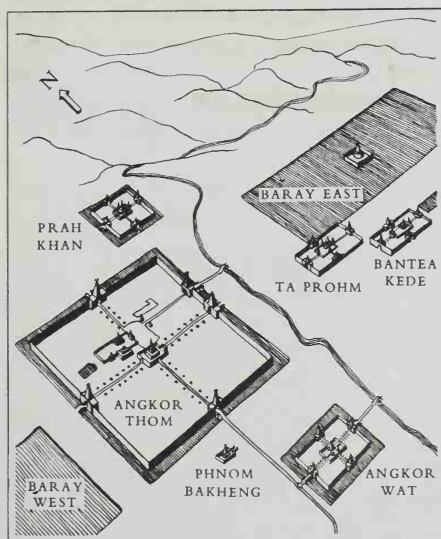 N
BARAY EAST
PRAH
KHAN
TA PROHM
BANTEA
KEDE
ANGKOR
THOM
PHNOM
BAKHENG
ANGKOR
WAT
BARAY
WEST